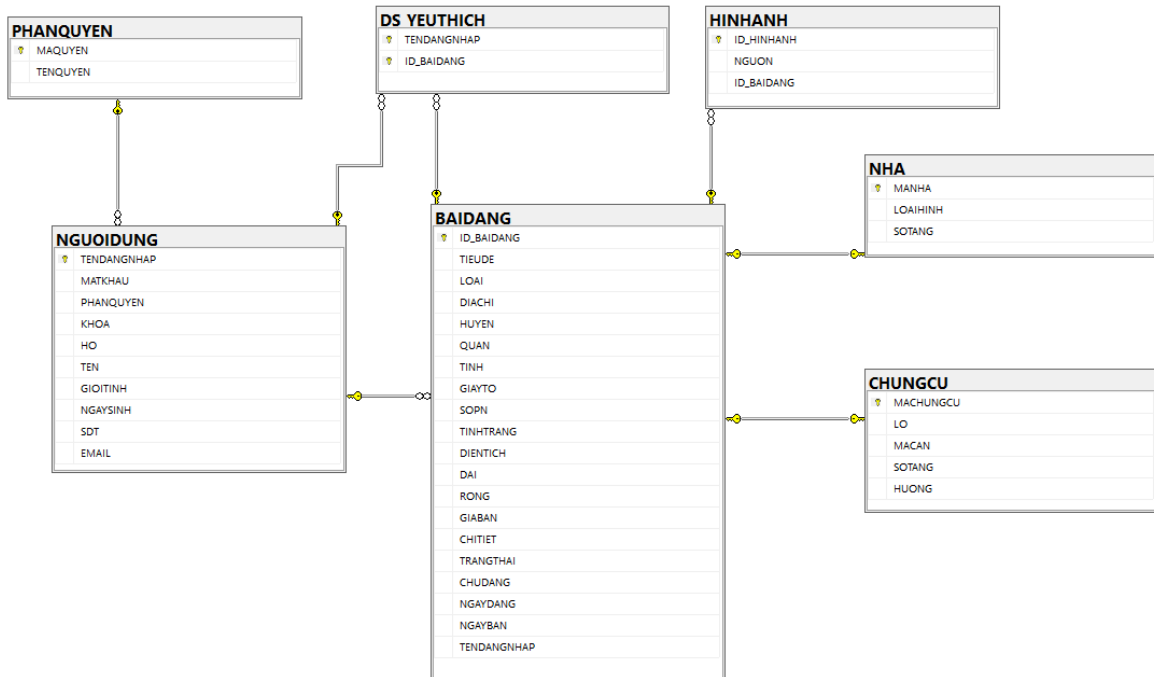 PHANQUYEN
MAQUYEN
TENQUYEN
DS_YEUTHICH
TENDANGNHAP
ID_BAIDANG
HINHANH
ID_HINHANH
NGUON
ID_BAIDANG
NHA
MANHA
LOAIHINH
SOTANG
NGUOIDUNG
TENDANGNHAP
MATKHAU
PHANQUYEN
KHOA
HO
TEN
GIOITINH
NGAYSINH
SDT
EMAIL
BAIDANG
ID_BAIDANG
TIEUDE
LOAI
DIACHI
HUYEN
QUAN
TINH
GIAYTO
SOPN
TINHTRANG
DIENTICH
DAI
RONG
GIABAN
CHITIET
TRANGTHAI
CHUDANG
NGAYDANG
NGAYBAN
TENDANGNHAP
CHUNGCU
MACHUNGCU
LO
MACAN
SOTANG
HUONG